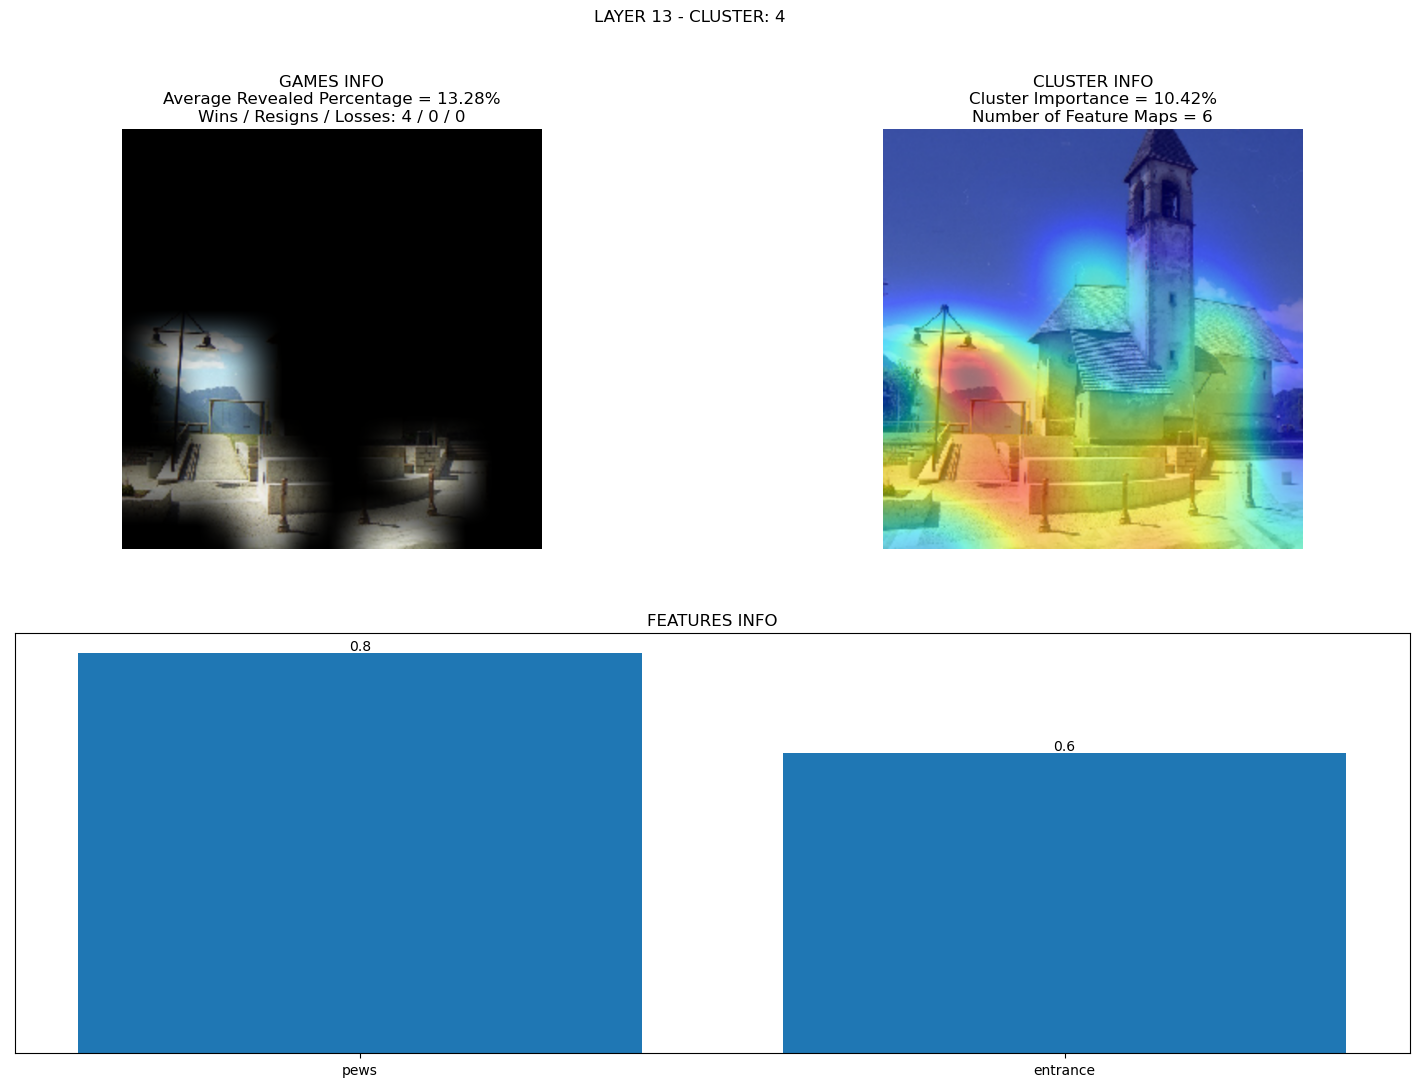 LAYER 13 - CLUSTER: 4
GAMES INFO
Average Revealed Percentage = 13.28%
Wins / Resigns / Losses: 4 / 0 / 0
CLUSTER INFO
Cluster Importance = 10.42%
Number of Feature Maps = 6
FEATURES INFO
0.8
0.6
pews
entrance